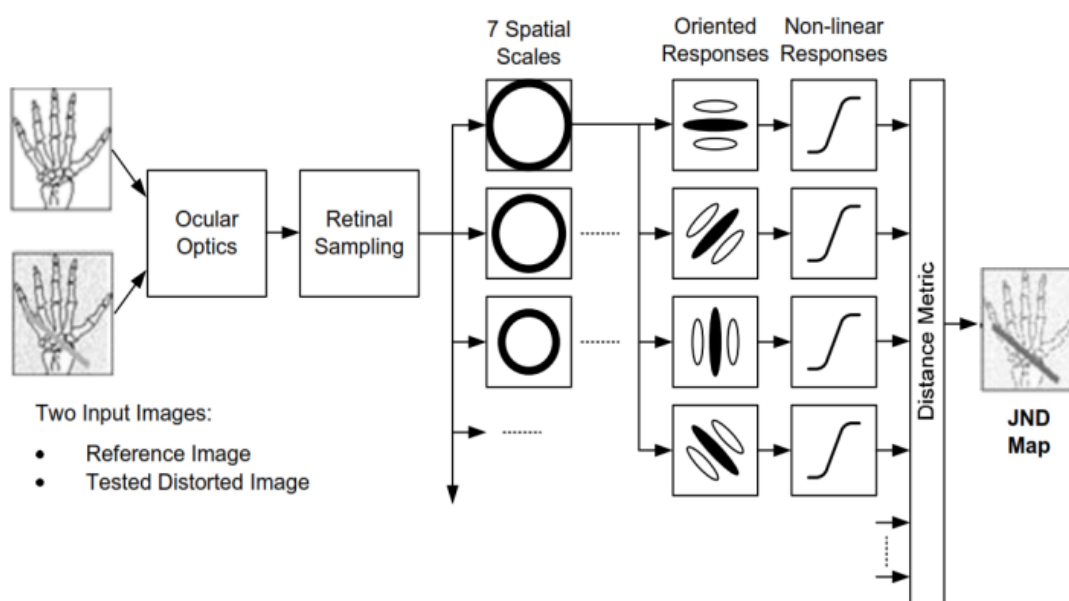 7 Spatial
Scales
Oriented
Responses
Non-linear
Responses
Ocular
Optics
Retinal
Sampling
Distance Metric
JND
Map
Two Input Images:
• Reference Image
• Tested Distorted Image